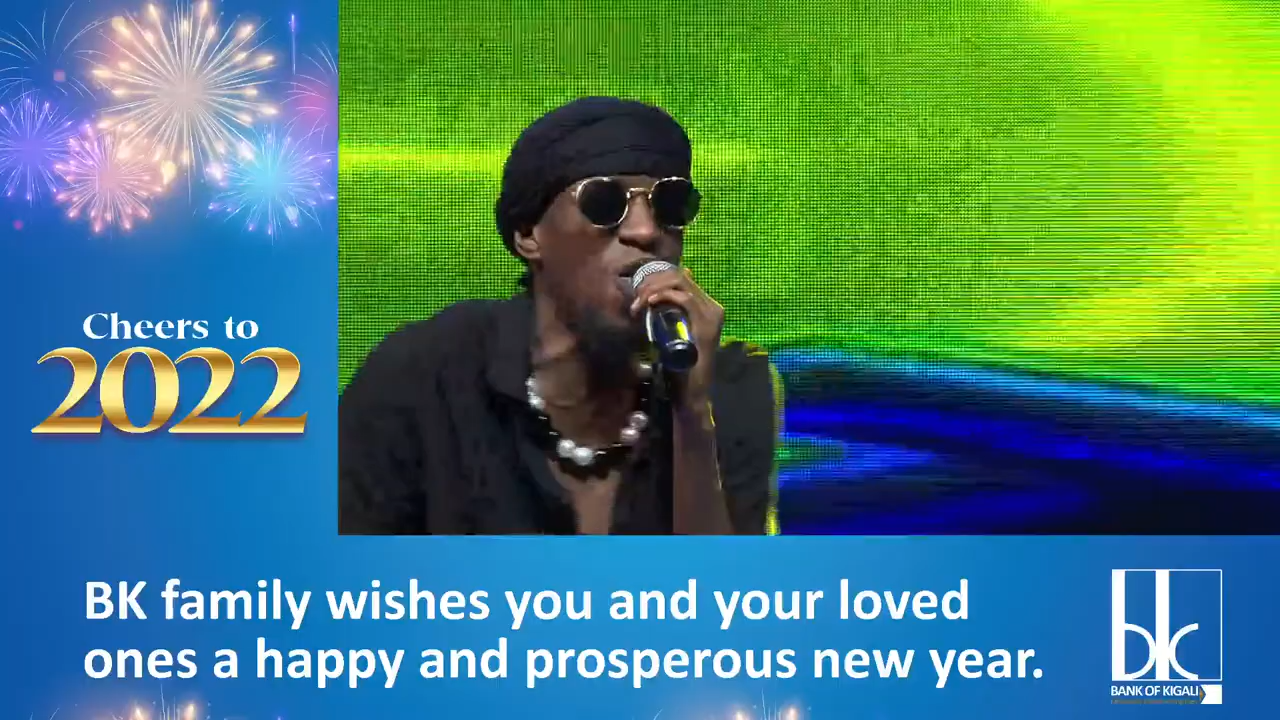 Cheers to
2022
BK family wishes you and your loved
ones a happy and prosperous new year.
bk
BANK OF KIGALI